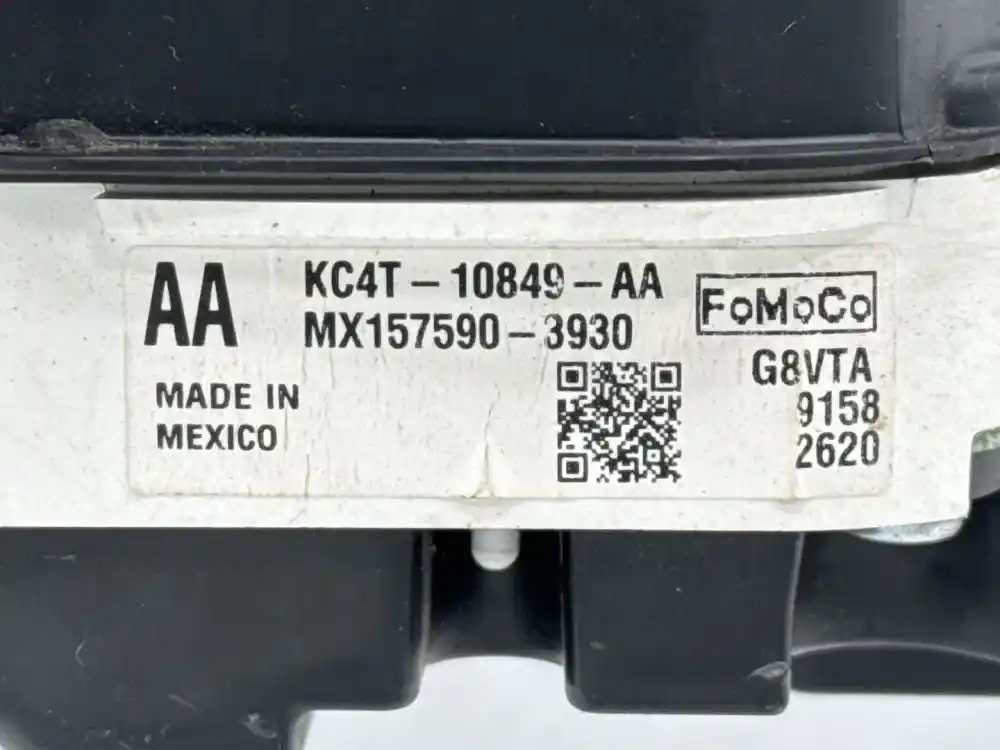 AA
KC4T-10849-AA
MX157590-3930
FoMoCo
MADE IN
MEXICO
G8VTA
9158
2620